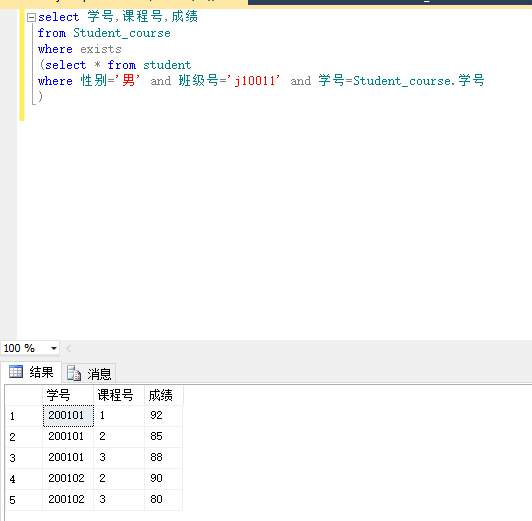 select 学号,课程号,成绩
from Student_course
where exists
(select * from student
where 性别='男' and 班级号='j10011' and 学号=Student_course.学号
)
100 %
结果 消息
学号 课程号 成绩
1 200101 1 92
2 200101 2 85
3 200101 3 88
4 200102 2 90
5 200102 3 80